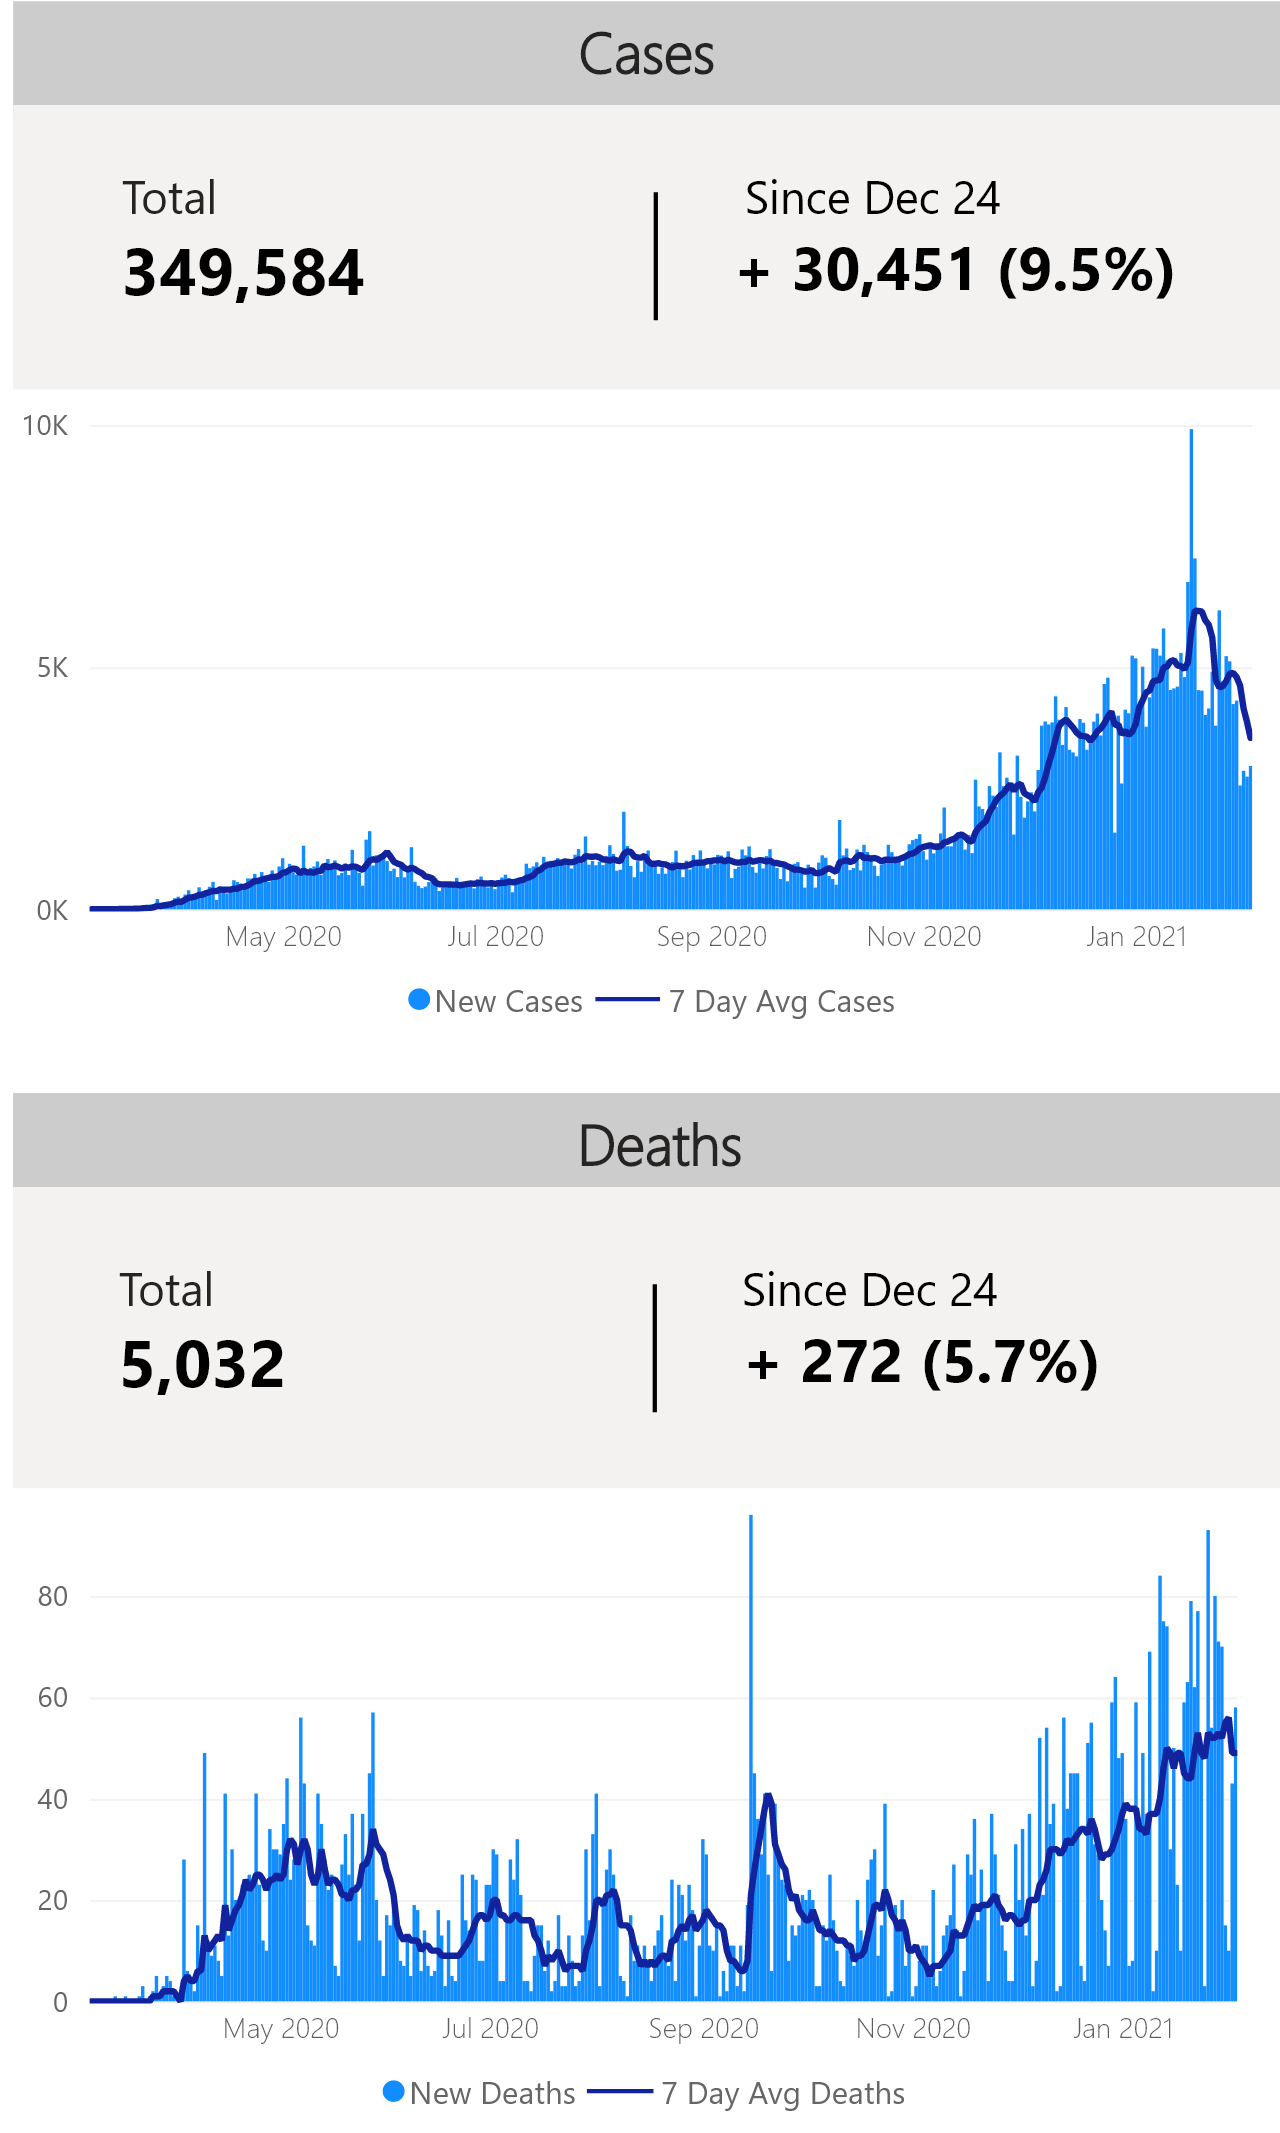 Cases
Total
Since Dec 24
349,584
+ 30,451 (9.5%)
10K
5K
0K
May 2020
Jul 2020
Sep 2020
Nov 2020
Jan 2021
New Cases
7 Day Avg Cases
Deaths
Total
Since Dec 24
5,032
+ 272 (5.7%)
80
60
40
20
0
May 2020
Jul 2020
Sep 2020
Nov 2020
Jan 2021
New Deaths
7 Day Avg Deaths